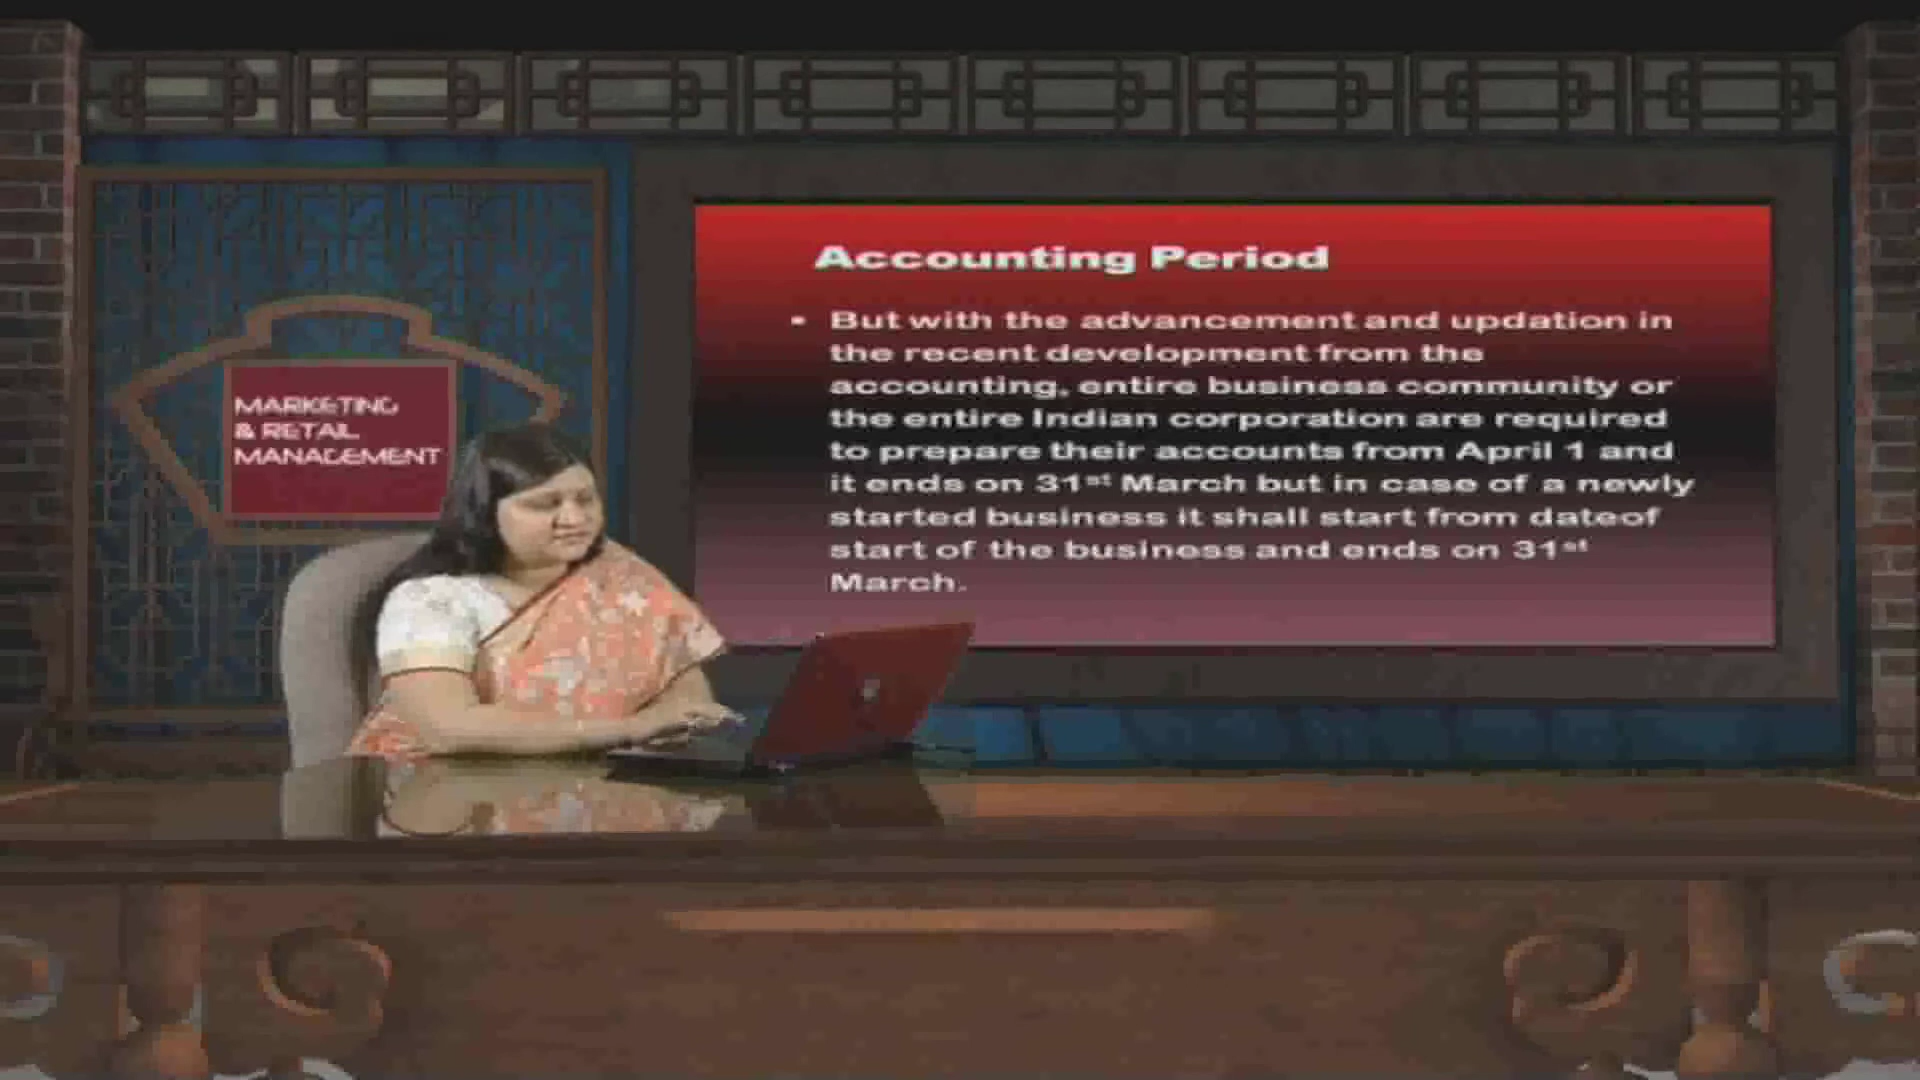 MARKETING
& RETAIL
MANAGEMENT
Accounting Period
• But with the advancement and updation in
the recent development from the
accounting, entire business community or
the entire Indian corporation are required
to prepare their accounts from April 1 and
it ends on 31st March but in case of a newly
started business it shall start from dateof
start of the business and ends on 31st
March.